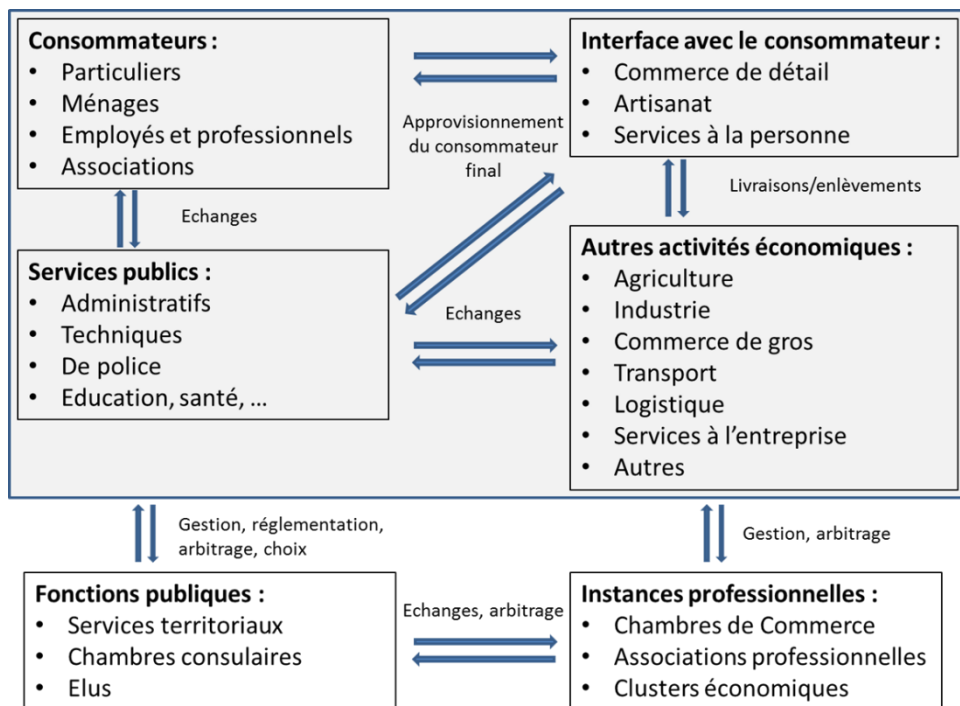 Consommateurs :
• Particuliers
• Ménages
• Employés et professionnels
• Associations
Interface avec le consommateur :
• Commerce de détail
• Artisanat
• Services à la personne
Approvisionnement
du consommateur
final
Echanges
Livraisons/enlèvements
Services publics :
• Administratifs
• Techniques
• De police
• Education, santé, ...
Echanges
Autres activités économiques :
• Agriculture
• Industrie
• Commerce de gros
• Transport
• Logistique
• Services à l'entreprise
• Autres
Gestion, réglementation,
arbitrage, choix
Gestion, arbitrage
Fonctions publiques :
• Services territoriaux
• Chambres consulaires
• Elus
Echanges, arbitrage
Instances professionnelles :
• Chambres de Commerce
• Associations professionnelles
• Clusters économiques